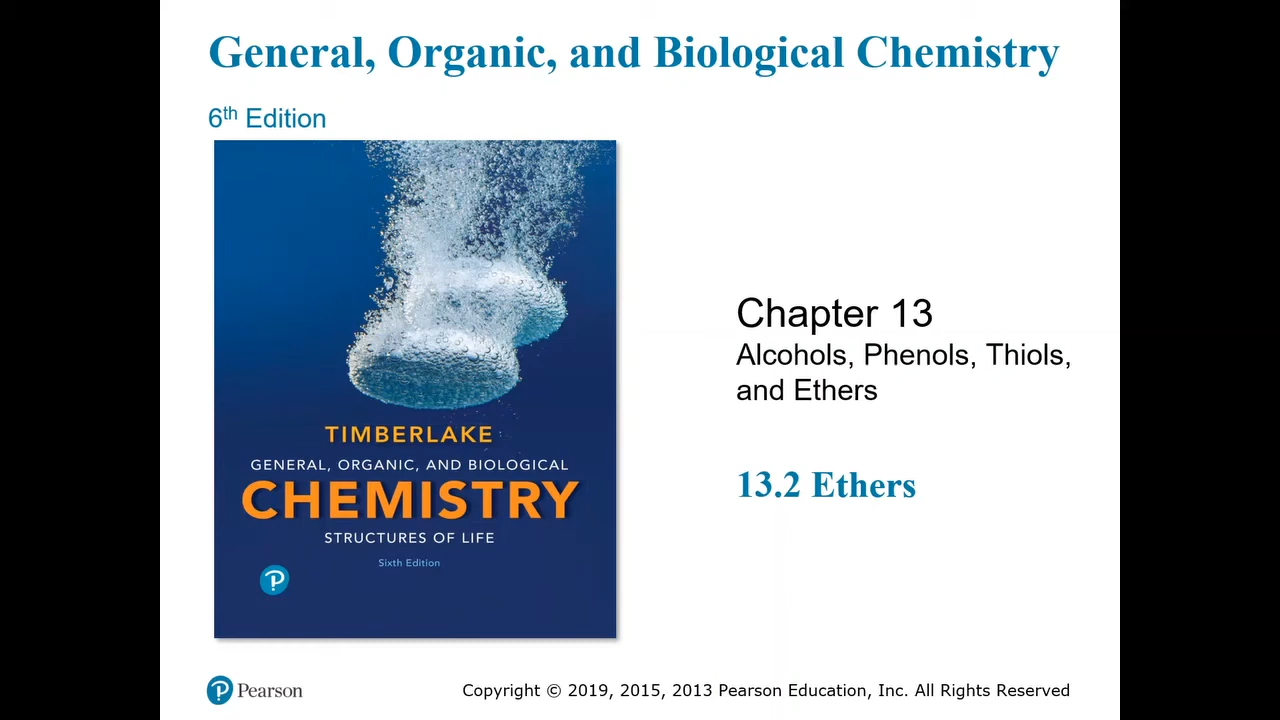 General, Organic, and Biological Chemistry
6th Edition
TIMBERLAKE
GENERAL, ORGANIC, AND BIOLOGICAL
CHEMISTRY
STRUCTURES OF LIFE
Sixth Edition
P
Chapter 13
Alcohols, Phenols, Thiols,
and Ethers
13.2 Ethers
P Pearson
Copyright © 2019, 2015, 2013 Pearson Education, Inc. All Rights Reserved